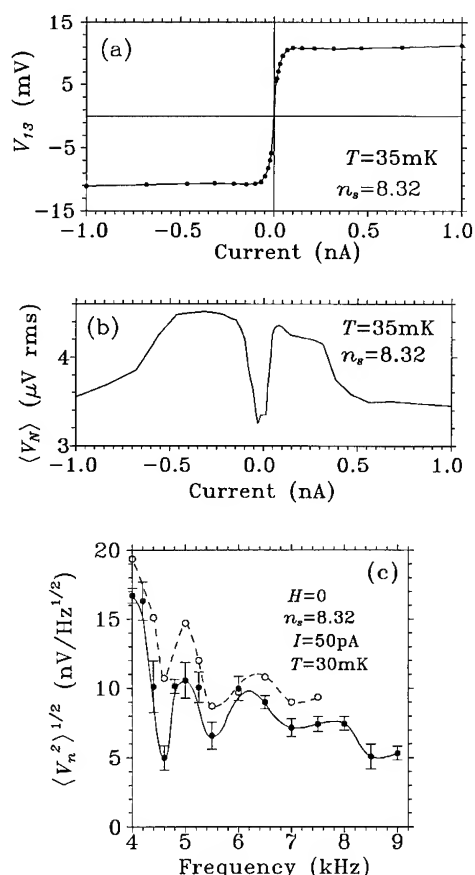 15
(a)
5
V₁₃ (mV)
−5
T=35mK
nₛ=8.32
−15
−1.0 −0.5 0.0 0.5 1.0
Current (nA)
(b)
T=35mK
nₛ=8.32
4
⟨V_N⟩ (μV rms)
3
−1.0 −0.5 0.0 0.5 1.0
Current (nA)
20
(c)
H=0
nₛ=8.32
I=50pA
T=30mK
15
⟨Vₙ²⟩^1/2 (nV/Hz^1/2)
10
5
0
4 5 6 7 8 9
Frequency (kHz)